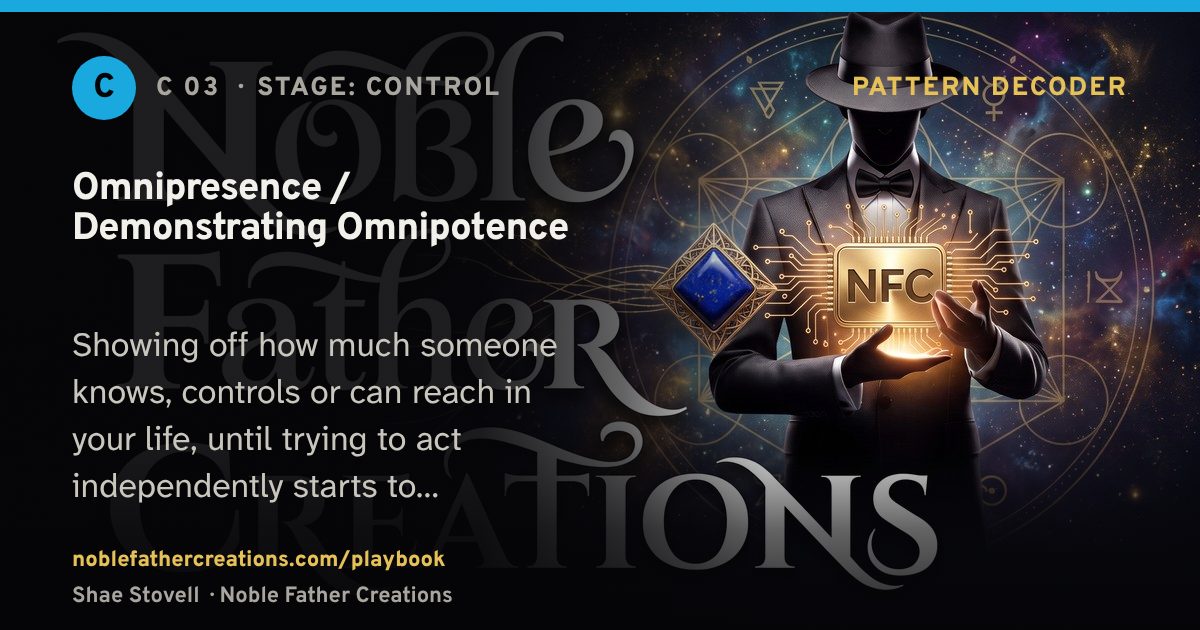 C
C 03 · STAGE: CONTROL
PATTERN DECODER
Omnipresence /
Demonstrating Omnipotence
Showing off how much someone
knows, controls or can reach in
your life, until trying to act
independently starts to...
noblefathercreations.com/playbook
Shae Stovell · Noble Father Creations
NFC
Noble
Father
Creations